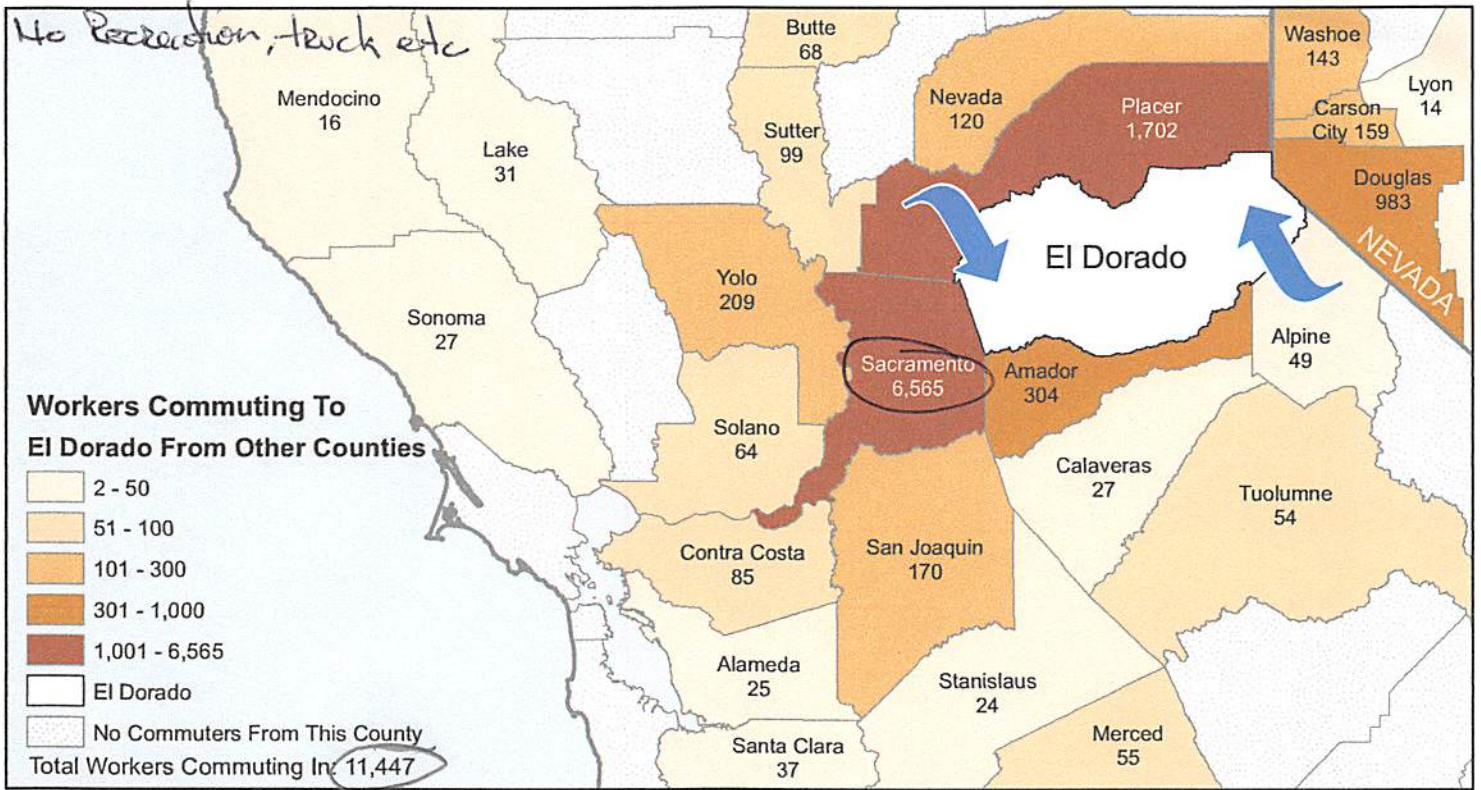 No Recreation, truck etc
Butte
68
Washoe
143
Lyon
14
Mendocino
16
Nevada
120
Placer
1,702
Carson
City 159
Sutter
99
Lake
31
Douglas
983
NEVADA
El Dorado
Yolo
209
Sonoma
27
Alpine
49
Sacramento
6,565
Amador
304
Solano
64
Calaveras
27
Tuolumne
54
Contra Costa
85
San Joaquin
170
Alameda
25
Stanislaus
24
Santa Clara
37
Merced
55
Workers Commuting To
El Dorado From Other Counties
2 - 50
51 - 100
101 - 300
301 - 1,000
1,001 - 6,565
El Dorado
No Commuters From This County
Total Workers Commuting In: 11,447